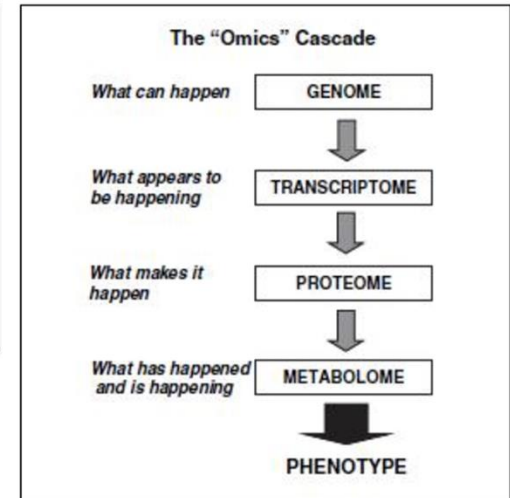 The “Omics” Cascade
What can happen
GENOME
What appears to
be happening
TRANSCRIPTOME
What makes it
happen
PROTEOME
What has happened
and is happening
METABOLOME
PHENOTYPE